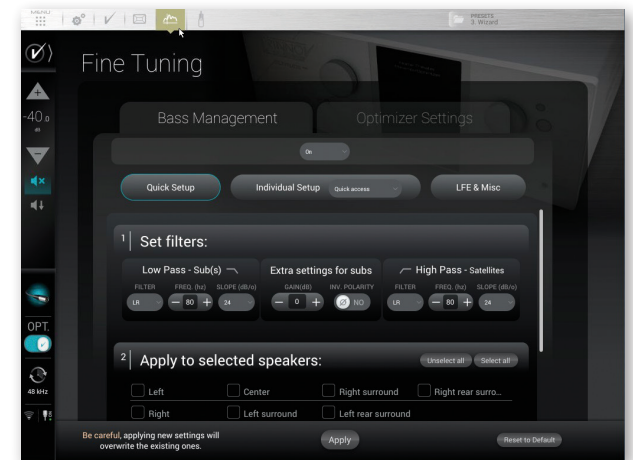 MENU
PRESETS
3. Wizard
Fine Tuning
-40.0
dB
Bass Management
Optimizer Settings
On
Quick Setup
Individual Setup
Quick access
LFE & Misc
1
Set filters:
Low Pass - Sub(s)
Extra settings for subs
High Pass - Satellites
FILTER
FREQ. (hz)
SLOPE (dB/o)
GAIN(dB)
INV. POLARITY
FILTER
FREQ. (hz)
SLOPE (dB/o)
LR
− 80 +
24
− 0 +
Ø NO
LR
− 80 +
24
OPT.
2
Apply to selected speakers:
Unselect all
Select all
48 kHz
Left
Center
Right surround
Right rear surro...
Right
Left surround
Left rear surround
Be careful, applying new settings will
overwrite the existing ones.
Apply
Reset to Default